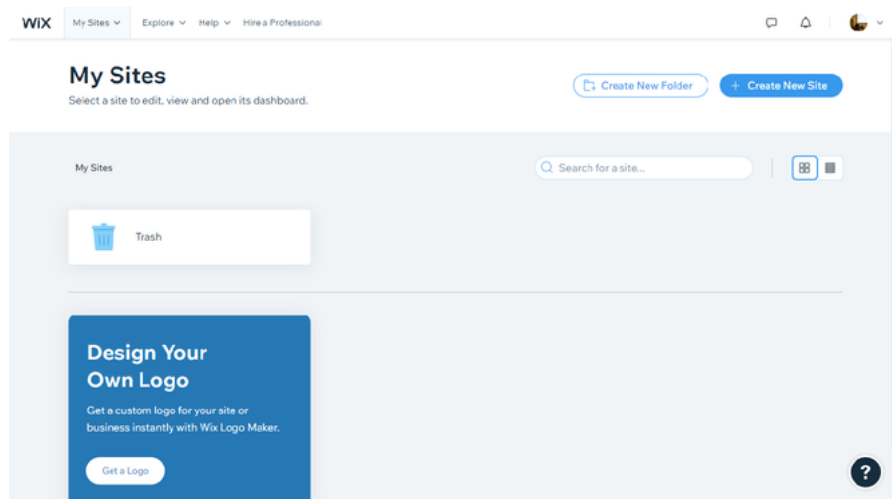 WiX My Sites Explore Help Hire a Professional
My Sites
Select a site to edit, view and open its dashboard.
Create New Folder
+ Create New Site
My Sites
Search for a site...
Trash
Design Your
Own Logo
Get a custom logo for your site or
business instantly with Wix Logo Maker.
Get a Logo
?